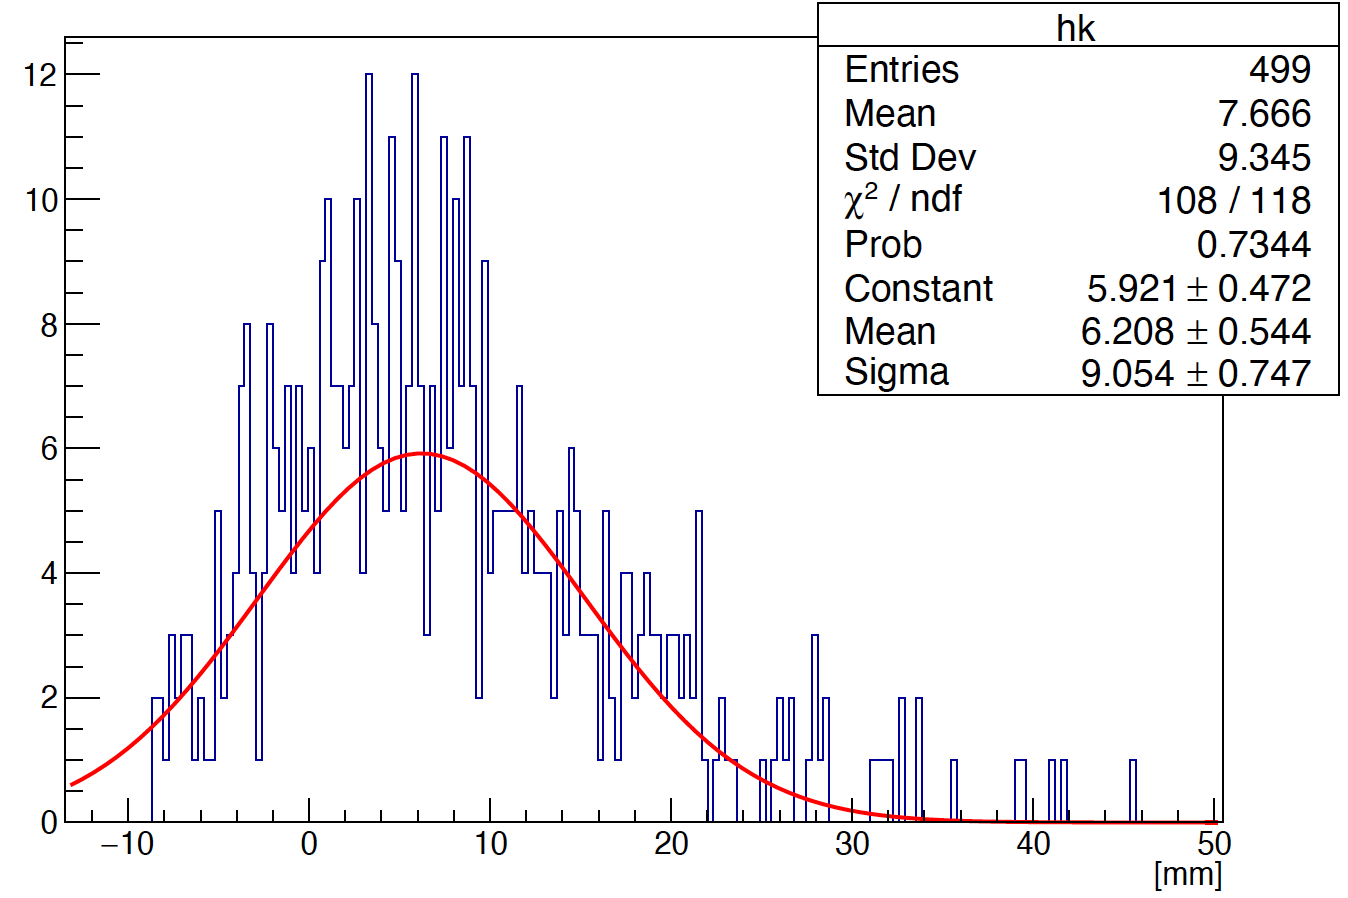 hk
Entries 499
Mean 7.666
Std Dev 9.345
χ² / ndf 108 / 118
Prob 0.7344
Constant 5.921 ± 0.472
Mean 6.208 ± 0.544
Sigma 9.054 ± 0.747
12
10
8
6
4
2
0
−10 0 10 20 30 40 50
[mm]